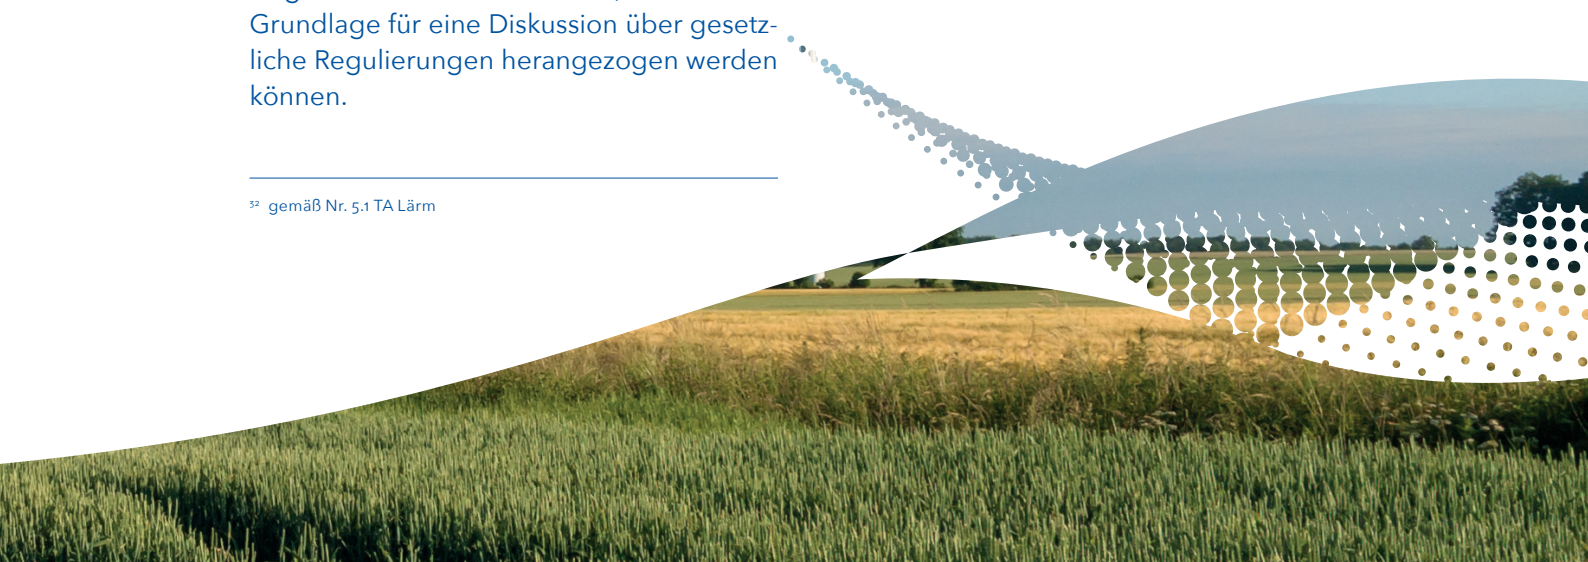 Grundlage für eine Diskussion über gesetz-
liche Regulierungen herangezogen werden
können.
32 gemäß Nr. 5.1 TA Lärm